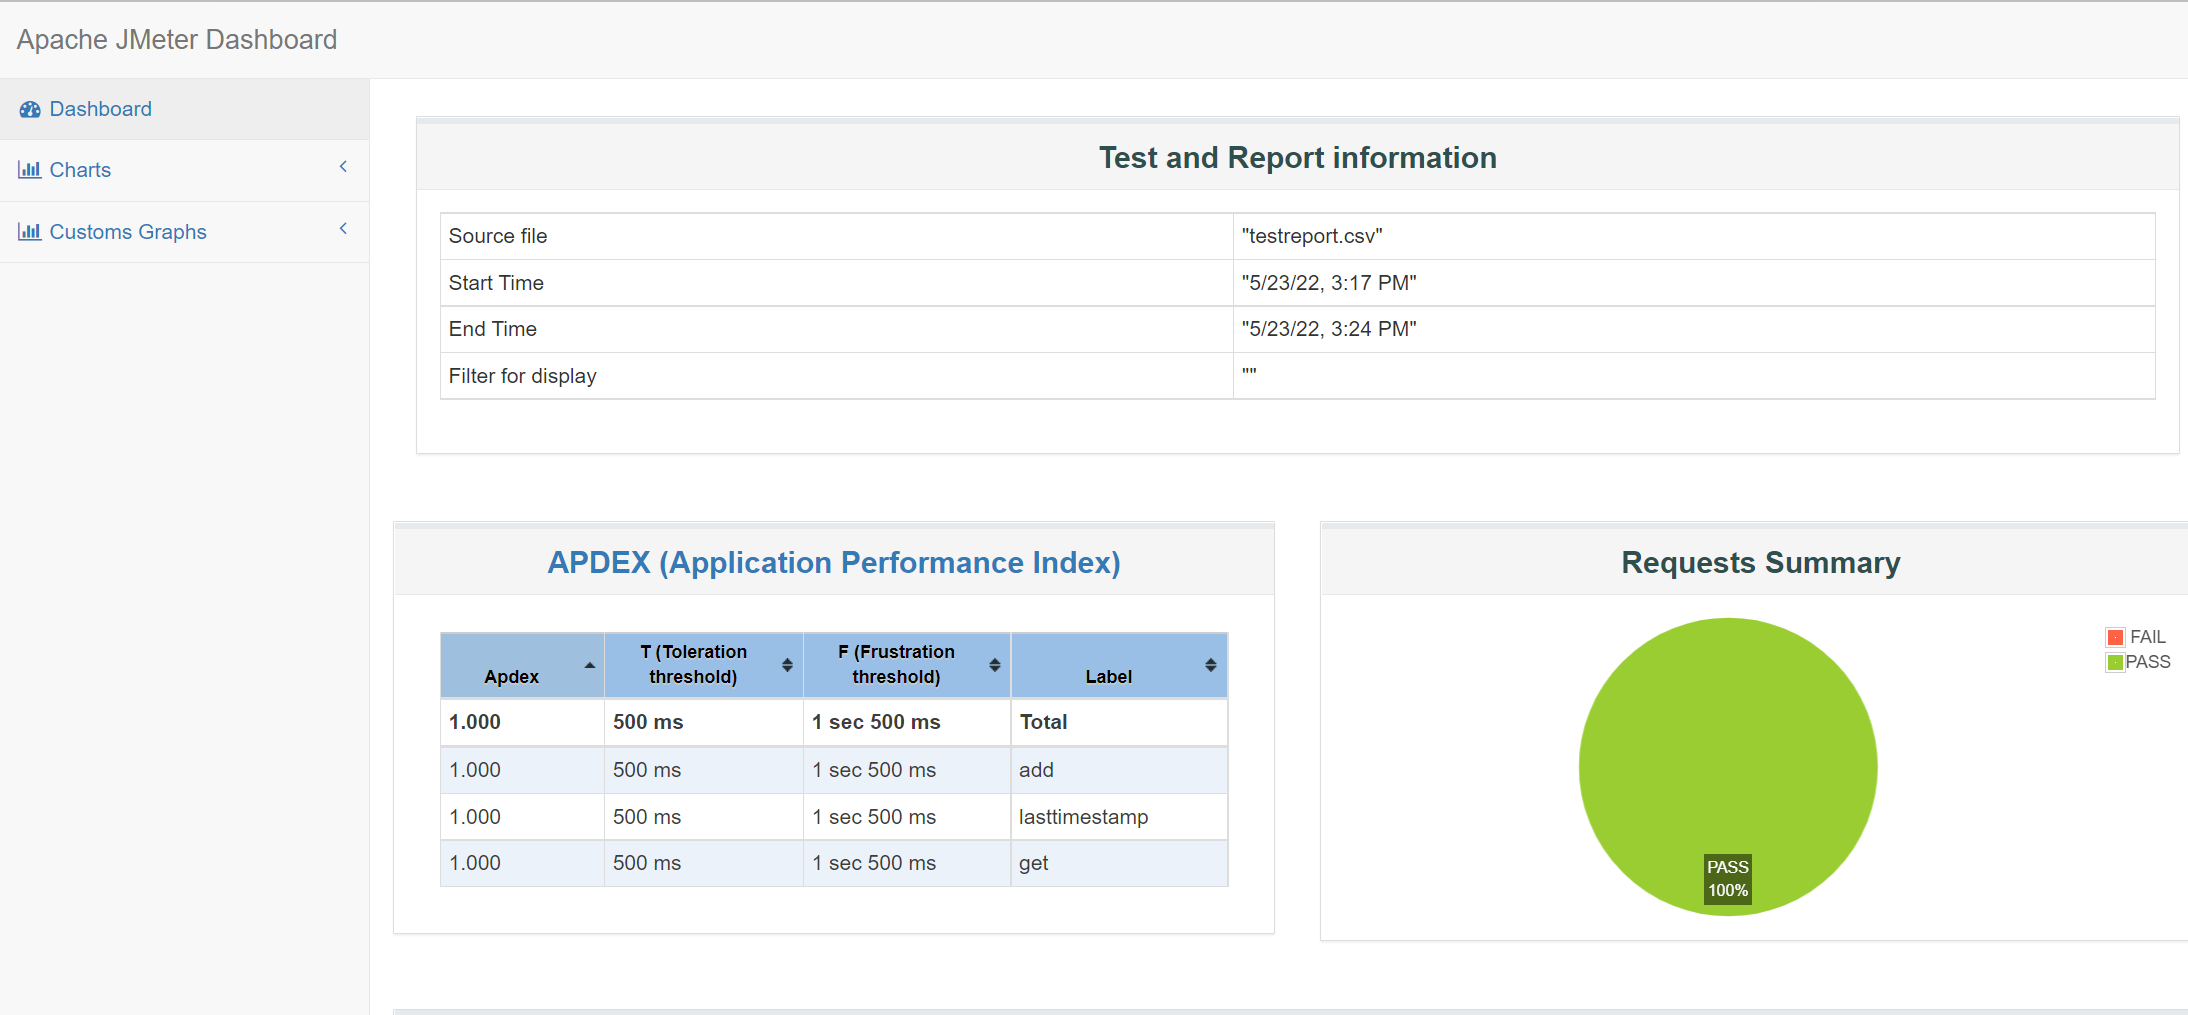 Apache JMeter Dashboard
Dashboard
Charts
Customs Graphs
Test and Report information
Source file "testreport.csv"
Start Time "5/23/22, 3:17 PM"
End Time "5/23/22, 3:24 PM"
Filter for display ""
APDEX (Application Performance Index)
Apdex T (Toleration threshold) F (Frustration threshold) Label
1.000 500 ms 1 sec 500 ms Total
1.000 500 ms 1 sec 500 ms add
1.000 500 ms 1 sec 500 ms lasttimestamp
1.000 500 ms 1 sec 500 ms get
Requests Summary
FAIL
PASS
PASS
100%